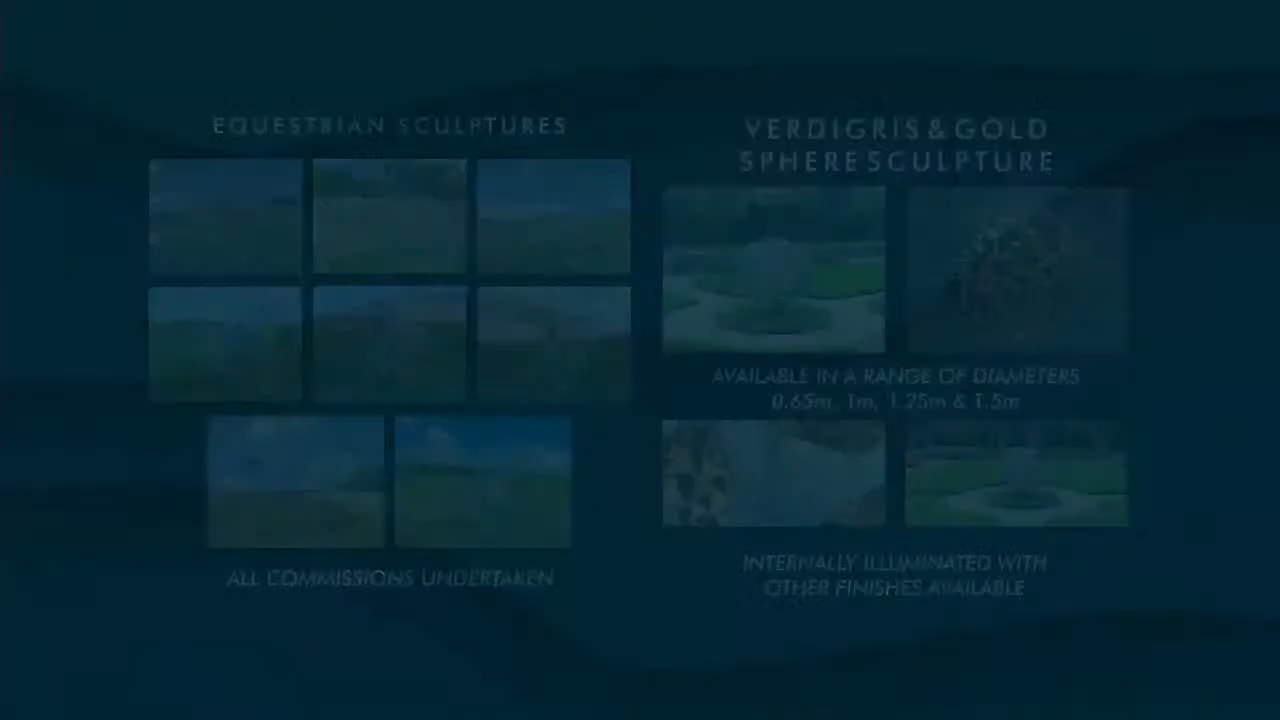 EQUESTRIAN SCULPTURES
ALL COMMISSIONS UNDERTAKEN
VERDIGRIS & GOLD
SPHERE SCULPTURE
AVAILABLE IN A RANGE OF DIAMETERS
0.65m, 1m, 1.25m & 1.5m
INTERNALLY ILLUMINATED WITH
OTHER FINISHES AVAILABLE